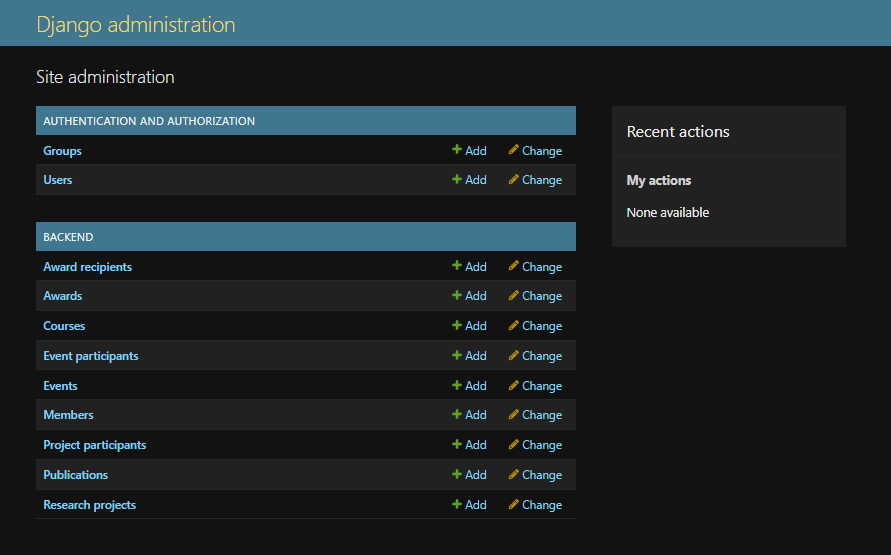 Django administration
Site administration
AUTHENTICATION AND AUTHORIZATION
Groups Add Change
Users Add Change
BACKEND
Award recipients Add Change
Awards Add Change
Courses Add Change
Event participants Add Change
Events Add Change
Members Add Change
Project participants Add Change
Publications Add Change
Research projects Add Change
Recent actions
My actions
None available